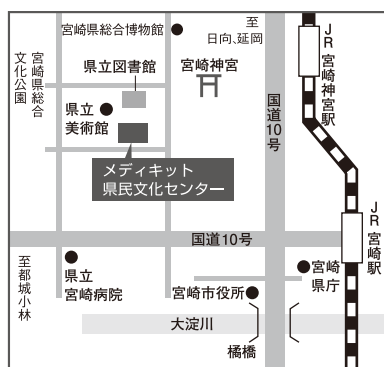 宮崎県総合博物館
至
日向、延岡
JR
宮崎神宮駅
宮崎県総合
文化公園
県立図書館
宮崎神宮
県立
美術館
国道10号
メディキット
県民文化センター
JR
宮崎駅
国道10号
至都城小林
県立
宮崎病院
宮崎
県庁
宮崎市役所
大淀川
橘橋